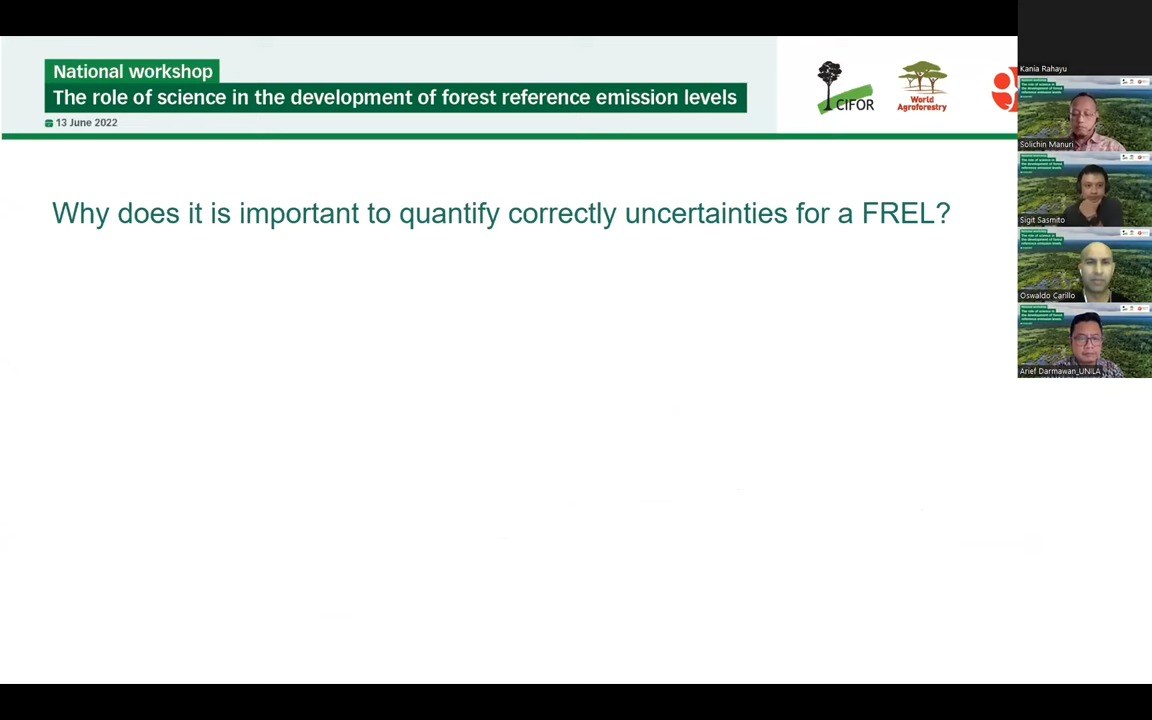 National workshop
The role of science in the development of forest reference emission levels
13 June 2022
CIFOR
World
Agroforestry
Why does it is important to quantify correctly uncertainties for a FREL?
Kania Rahayu
Solichin Manuri
Sigit Sasmito
Oswaldo Carillo
Arief Darmawan_UNILA